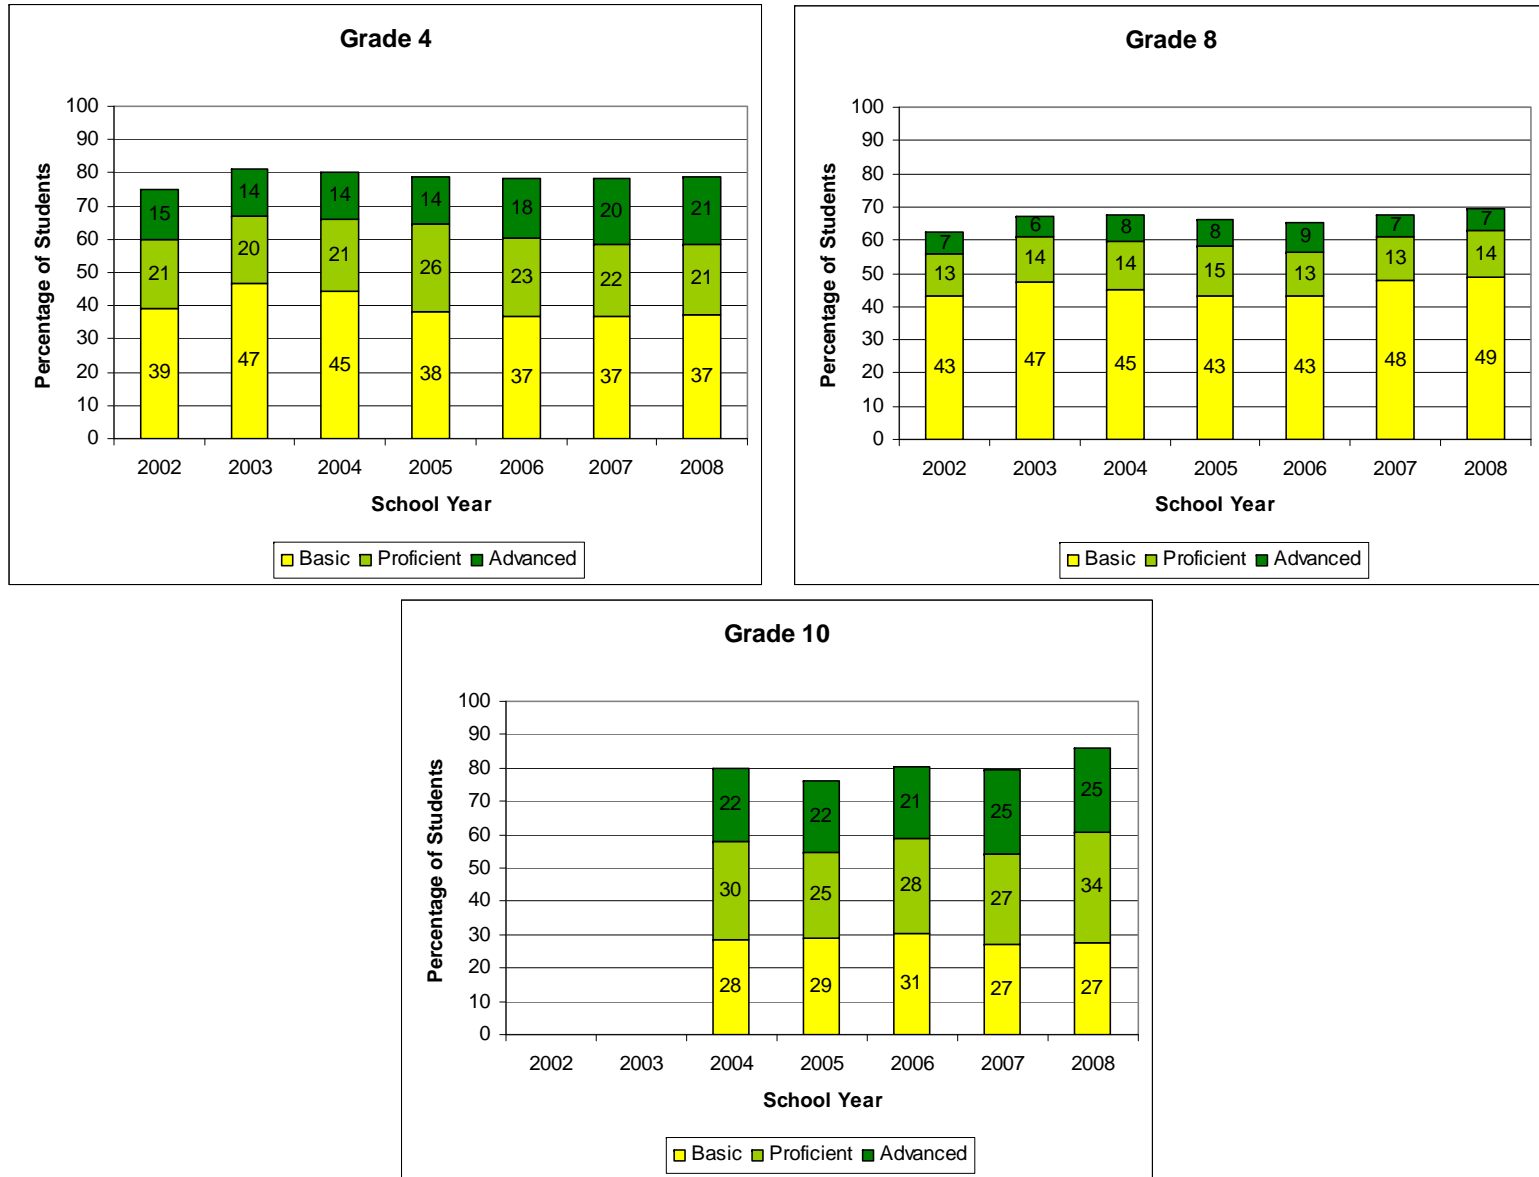 Grade 4
Percentage of Students
100
90
80
70
60
50
40
30
20
10
0
15 14 14 14 18 20 21
21 20 21 26 23 22 21
39 47 45 38 37 37 37
2002 2003 2004 2005 2006 2007 2008
School Year
Basic Proficient Advanced
Grade 8
Percentage of Students
100
90
80
70
60
50
40
30
20
10
0
7 6 8 8 9 7 7
13 14 14 15 13 13 14
43 47 45 43 43 48 49
2002 2003 2004 2005 2006 2007 2008
School Year
Basic Proficient Advanced
Grade 10
Percentage of Students
100
90
80
70
60
50
40
30
20
10
0
22 22 21 25 25
30 25 28 27 34
28 29 31 27 27
2002 2003 2004 2005 2006 2007 2008
School Year
Basic Proficient Advanced